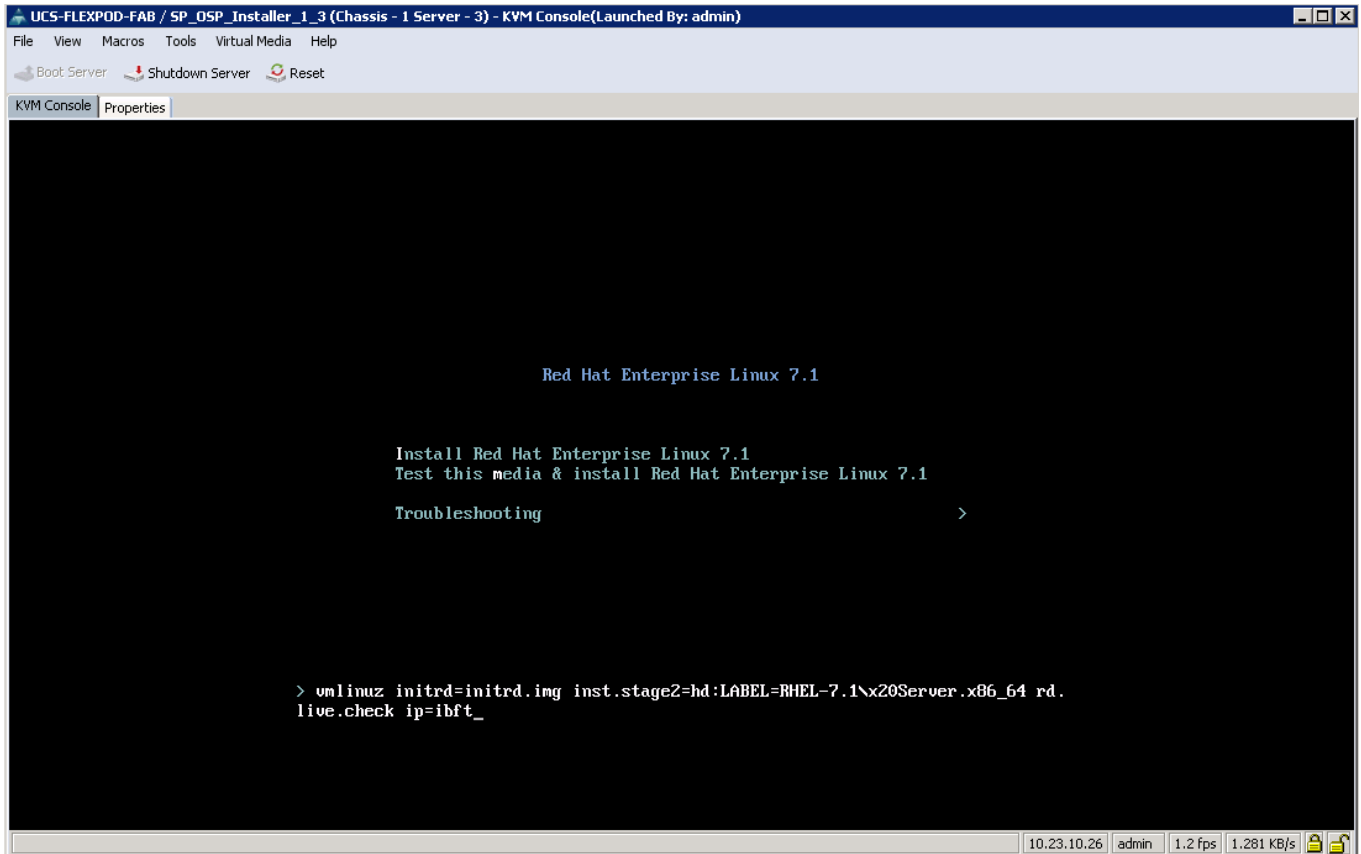 UCS-FLEXPOD-FAB / SP_OSP_Installer_1_3 (Chassis - 1 Server - 3) - KVM Console(Launched By: admin)
File View Macros Tools Virtual Media Help
Boot Server Shutdown Server Reset
KVM Console Properties
Red Hat Enterprise Linux 7.1
Install Red Hat Enterprise Linux 7.1
Test this media & install Red Hat Enterprise Linux 7.1
Troubleshooting >
> vmlinuz initrd=initrd.img inst.stage2=hd:LABEL=RHEL-7.1\x20Server.x86_64 rd.
live.check ip=ibft_
10.23.10.26 admin 1.2 fps 1.281 KB/s